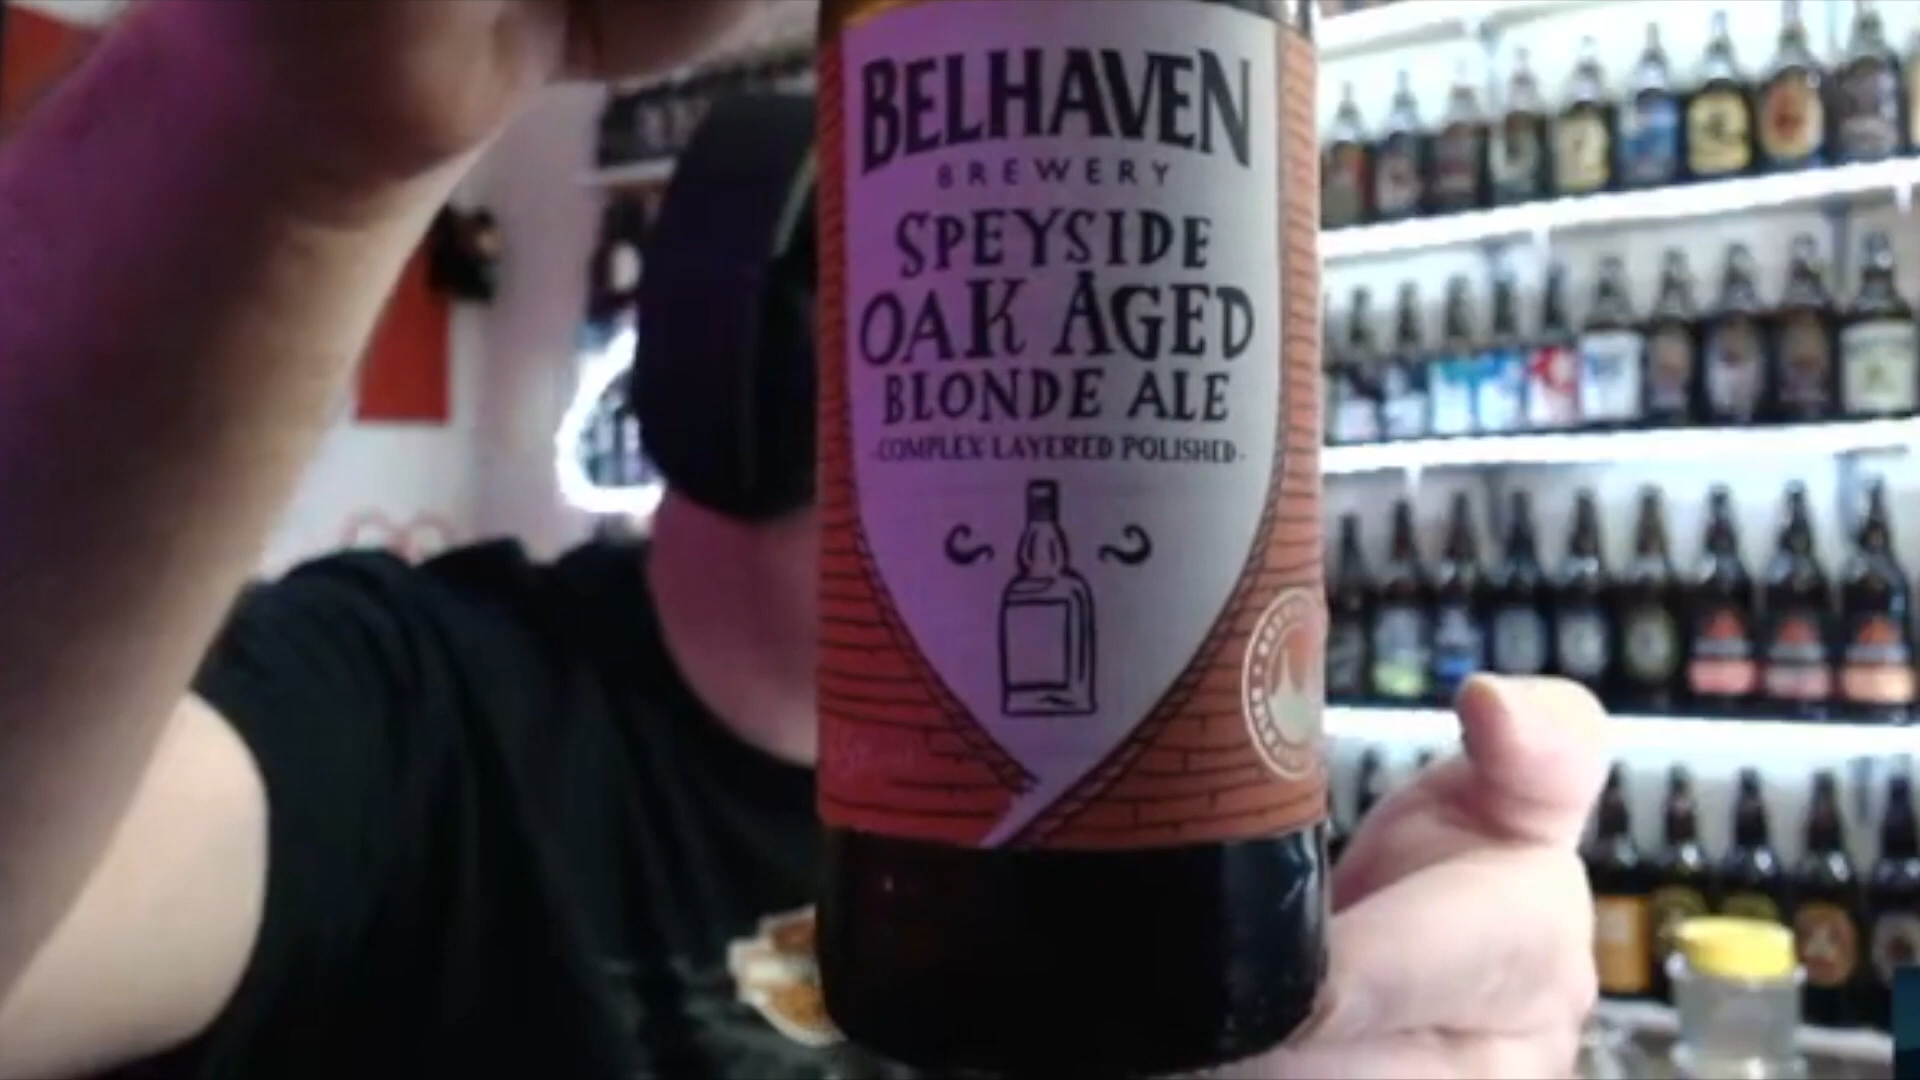 BELHAVEN
BREWERY
SPEYSIDE
OAK AGED
BLONDE ALE
-COMPLEX LAYERED POLISHED-